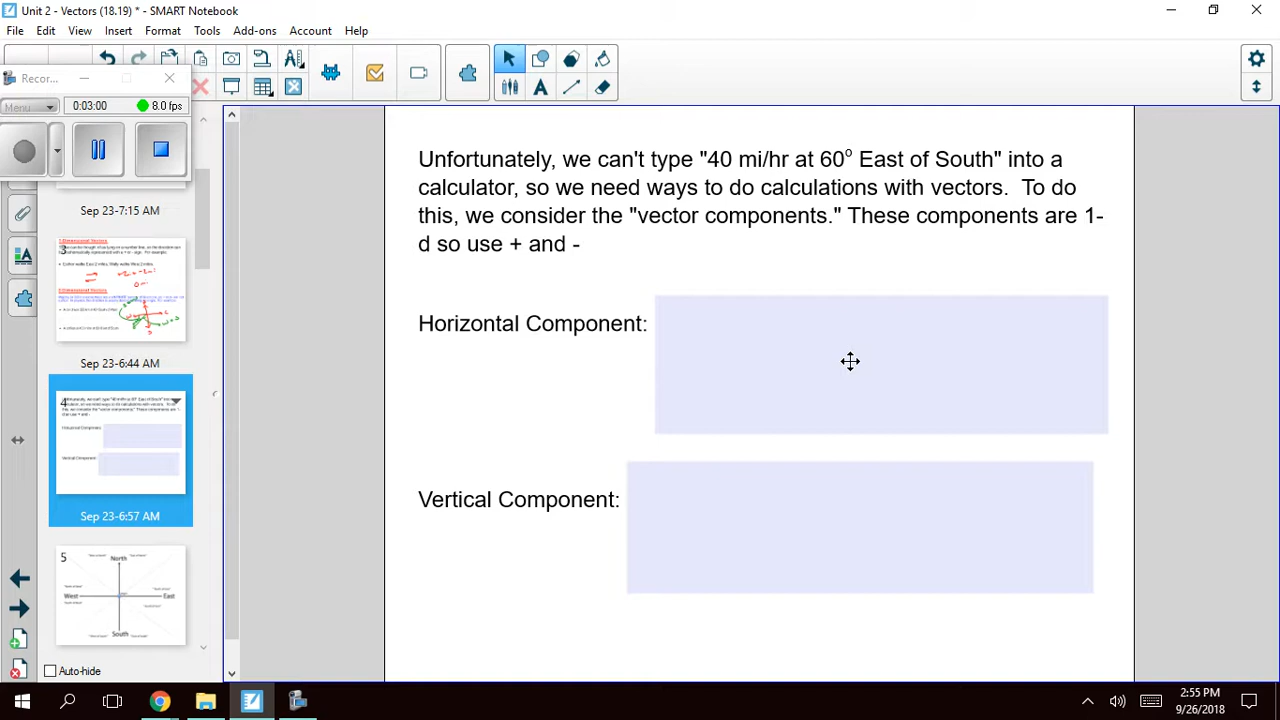 Unit 2 - Vectors (18.19) * - SMART Notebook
File Edit View Insert Format Tools Add-ons Account Help
Recor...
Menu 0:03:00 8.0 fps
Sep 23-7:15 AM
3
Sep 23-6:44 AM
4
Sep 23-6:57 AM
5
North
West East
South
Auto-hide
Unfortunately, we can't type "40 mi/hr at 60o East of South" into a
calculator, so we need ways to do calculations with vectors. To do
this, we consider the "vector components." These components are 1-
d so use + and -
Horizontal Component:
Vertical Component:
2:55 PM
9/26/2018